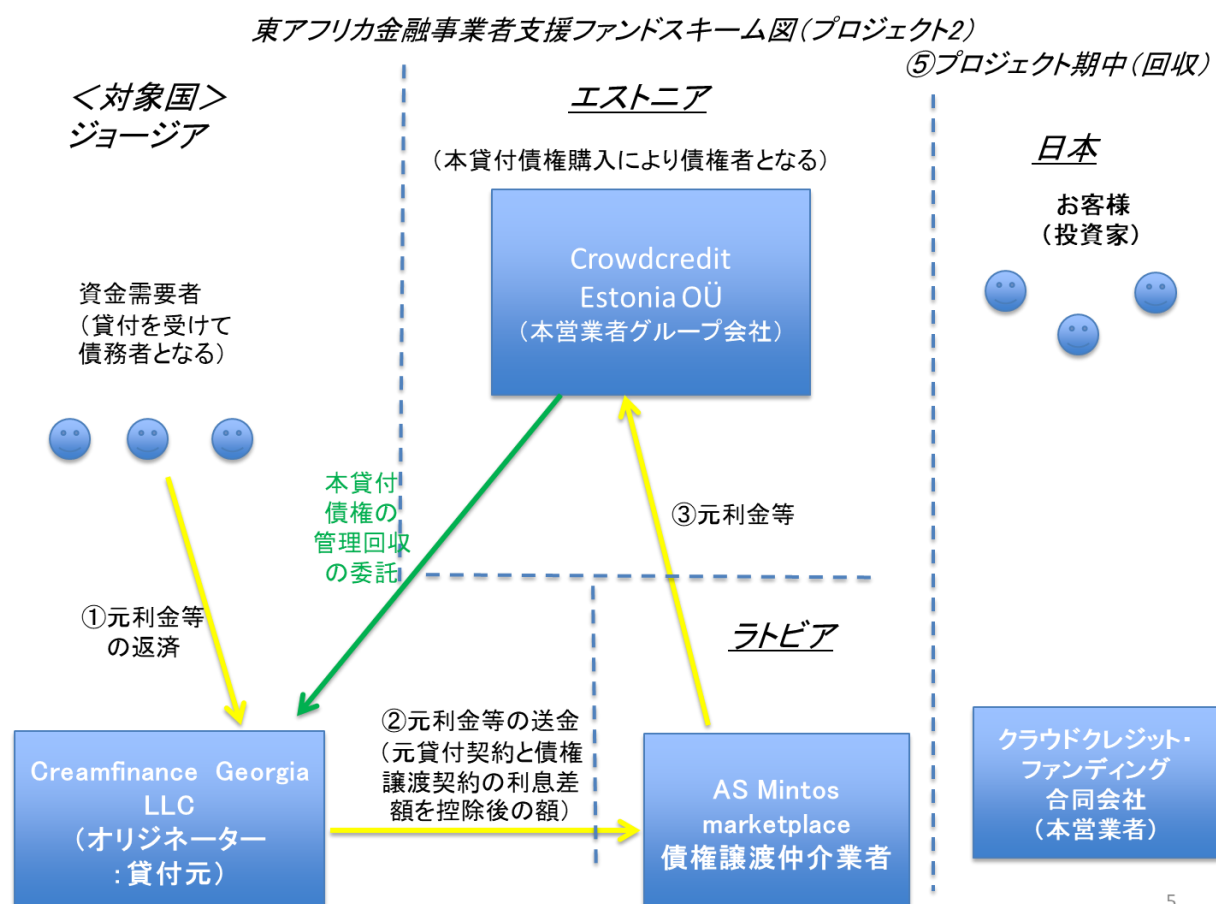 東アフリカ金融事業者支援ファンドスキーム図(プロジェクト2)
⑤プロジェクト期中(回収)
<対象国>
ジョージア
エストニア
(本貸付債権購入により債権者となる)
日本
お客様
(投資家)
Crowdcredit
Estonia OÜ
(本営業者グループ会社)
資金需要者
(貸付を受けて
債務者となる)
本貸付
債権の
管理回収
の委託
③元利金等
①元利金等
の返済
ラトビア
②元利金等の送金
(元貸付契約と債権
譲渡契約の利息差
額を控除後の額)
Creamfinance Georgia
LLC
(オリジネーター
:貸付元)
AS Mintos
marketplace
債権譲渡仲介業者
クラウドクレジット・
ファンディング
合同会社
(本営業者)
5